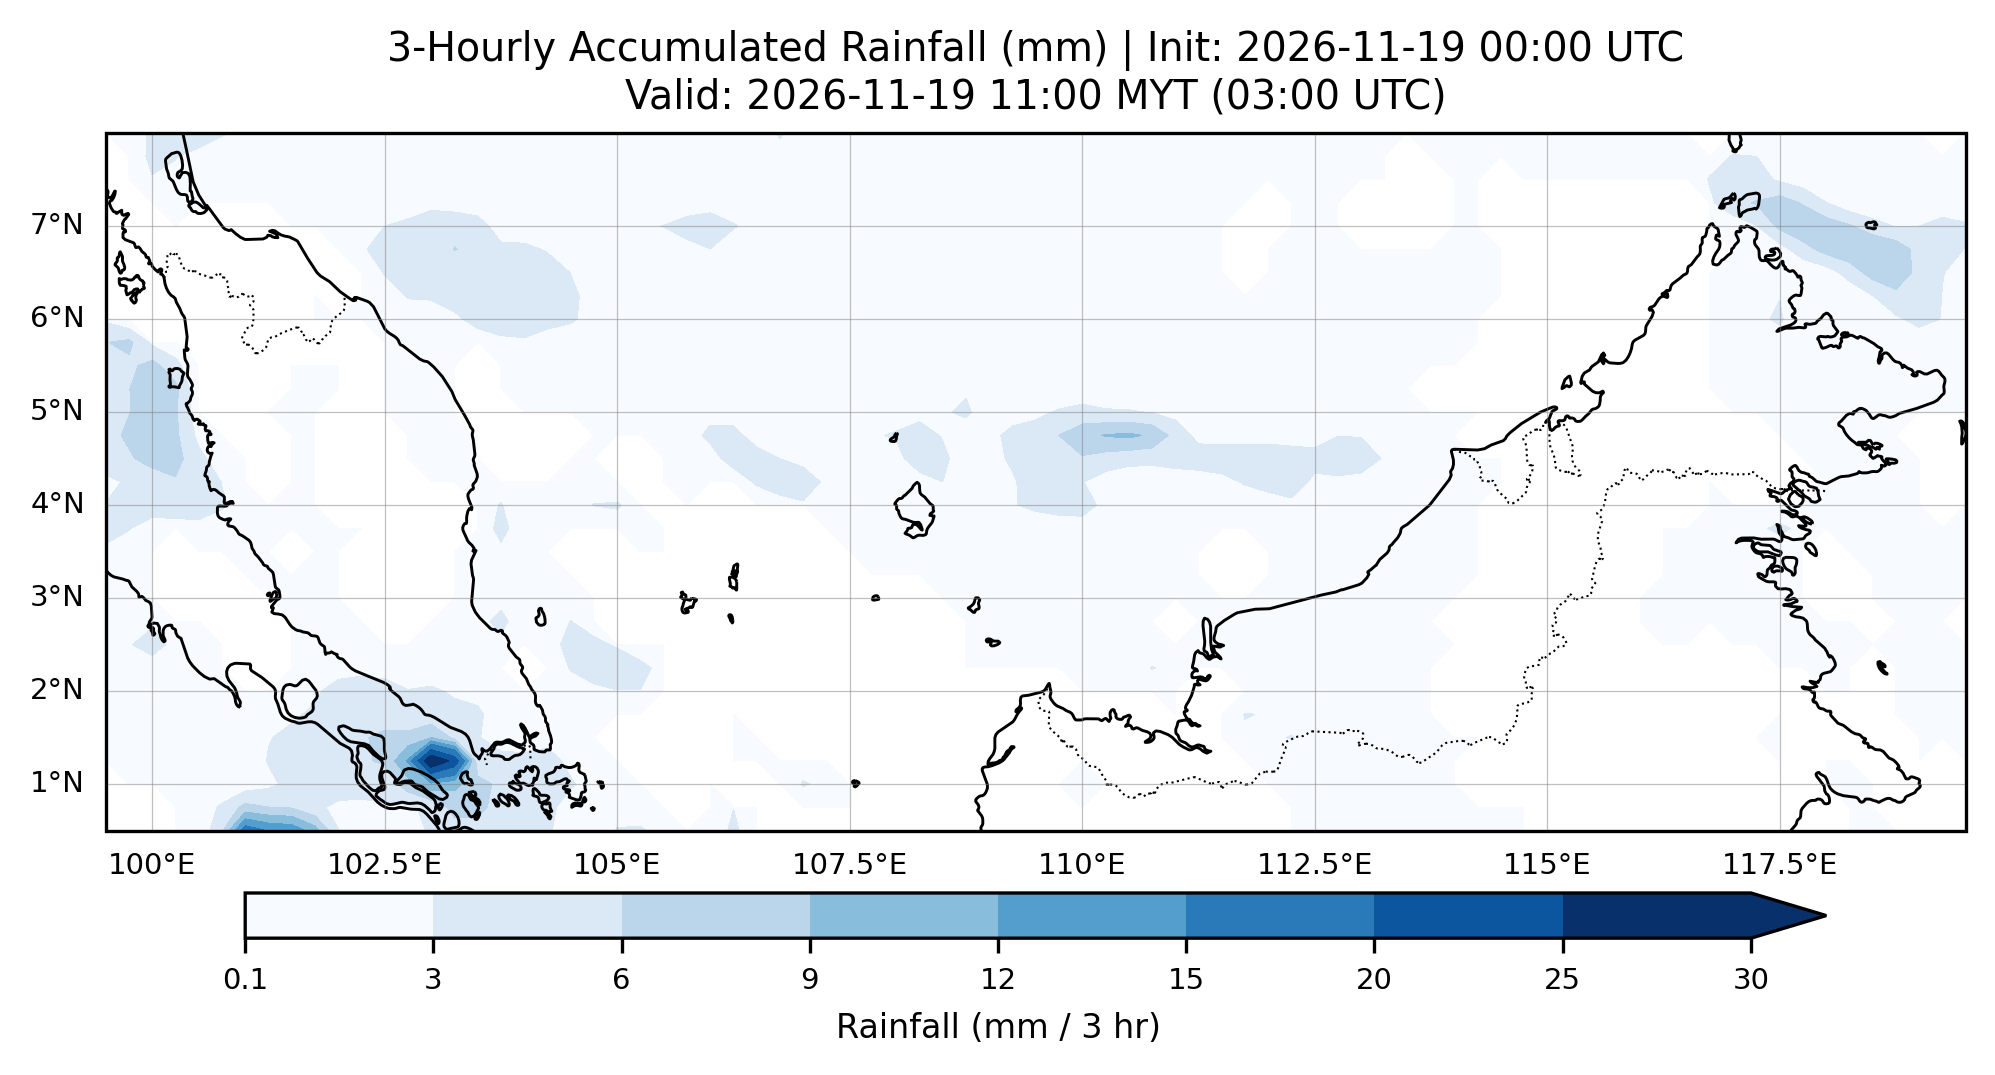 3-Hourly Accumulated Rainfall (mm) | Init: 2026-11-19 00:00 UTC
Valid: 2026-11-19 11:00 MYT (03:00 UTC)
7°N
6°N
5°N
4°N
3°N
2°N
1°N
100°E 102.5°E 105°E 107.5°E 110°E 112.5°E 115°E 117.5°E
0.1 3 6 9 12 15 20 25 30
Rainfall (mm / 3 hr)